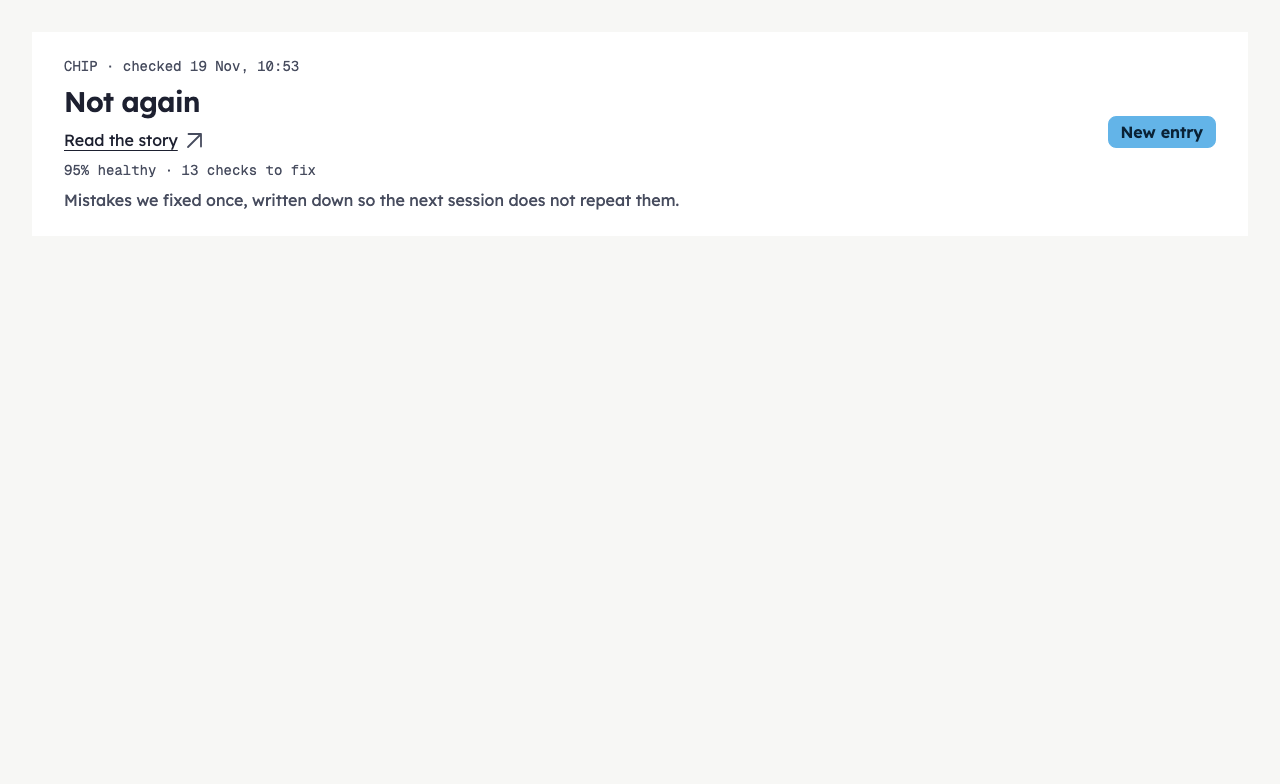 CHIP · checked 19 Nov, 10:53
Not again
Read the story
New entry
95% healthy · 13 checks to fix
Mistakes we fixed once, written down so the next session does not repeat them.